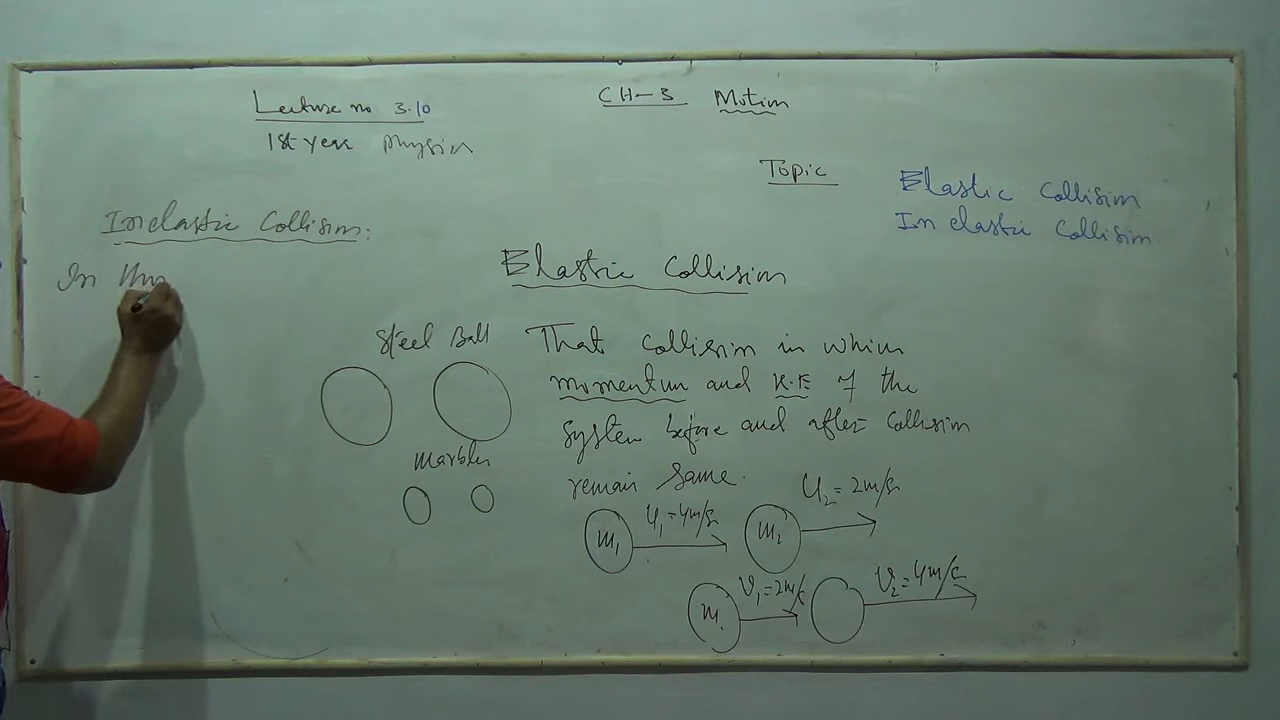 Lecture no 3.10
1st year Physics
CH-3 Motion
Topic
Elastic Collision
In elastic Collision
Inelastic Collision:
In this
Elastic Collision
Steel Ball
Marbles
That collision in which
momentum and K.E of the
system before and after collision
remain same.
U₁=4m/s
U₂=2m/s
m₁
m₂
V₁=2m/s
V₂=4m/s
m₁